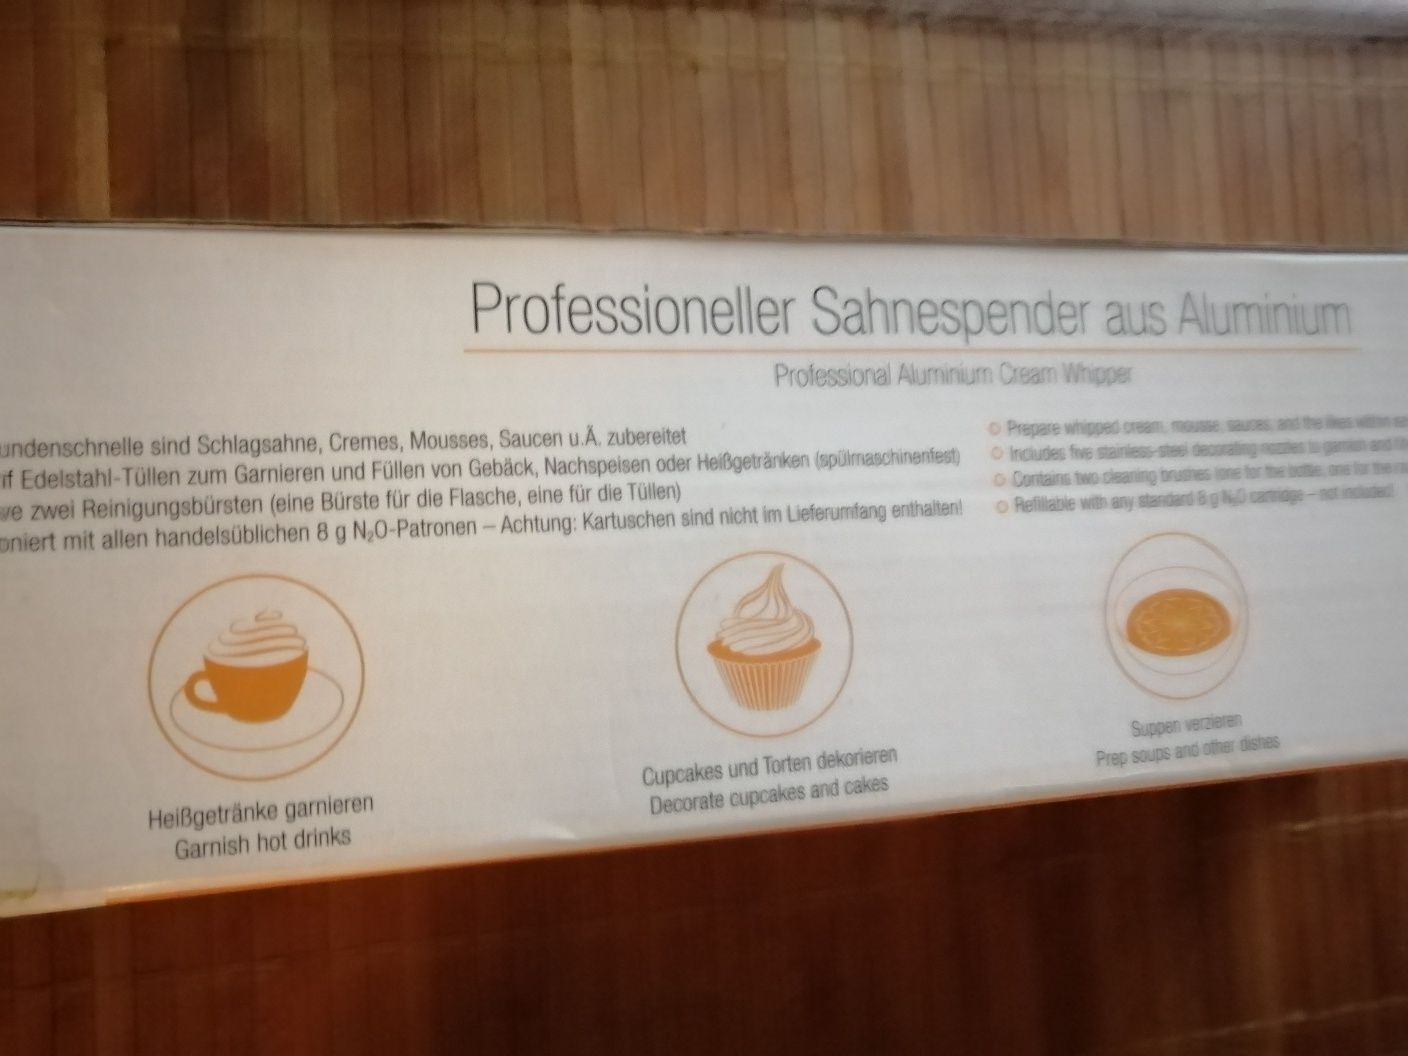 Professioneller Sahnespender aus Aluminium
Professional Aluminium Cream Whipper
undenschnelle sind Schlagsahne, Cremes, Mousses, Saucen u.Ä. zubereitet
nf Edelstahl-Tüllen zum Garnieren und Füllen von Gebäck, Nachspeisen oder Heißgetränken (spülmaschinenfest)
we zwei Reinigungsbürsten (eine Bürste für die Flasche, eine für die Tüllen)
oniert mit allen handelsüblichen 8 g N₂O-Patronen – Achtung: Kartuschen sind nicht im Lieferumfang enthalten!
Prepare whipped cream, mousse, sauces, and the likes within
Includes five stainless-steel decorating nozzles to garnish and
Contains two cleaning brushes (one for the bottle, one for the
Refillable with any standard 8 g N₂O cartridge – not included!
Heißgetränke garnieren
Garnish hot drinks
Cupcakes und Torten dekorieren
Decorate cupcakes and cakes
Suppen verzieren
Prep soups and other dishes